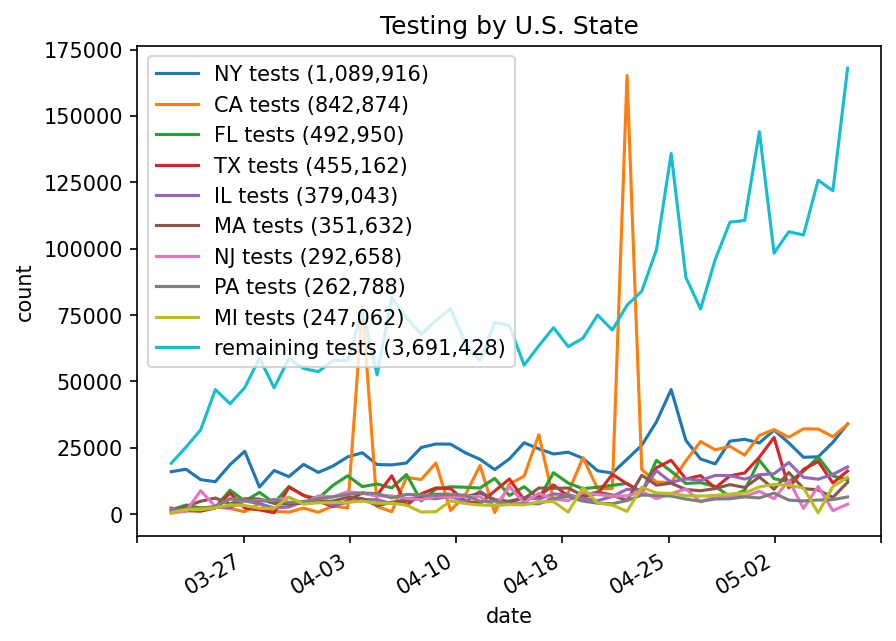 Testing by U.S. State
175000
150000
125000
100000
75000
50000
25000
0
count
NY tests (1,089,916)
CA tests (842,874)
FL tests (492,950)
TX tests (455,162)
IL tests (379,043)
MA tests (351,632)
NJ tests (292,658)
PA tests (262,788)
MI tests (247,062)
remaining tests (3,691,428)
03-27
04-03
04-10
04-18
04-25
05-02
date